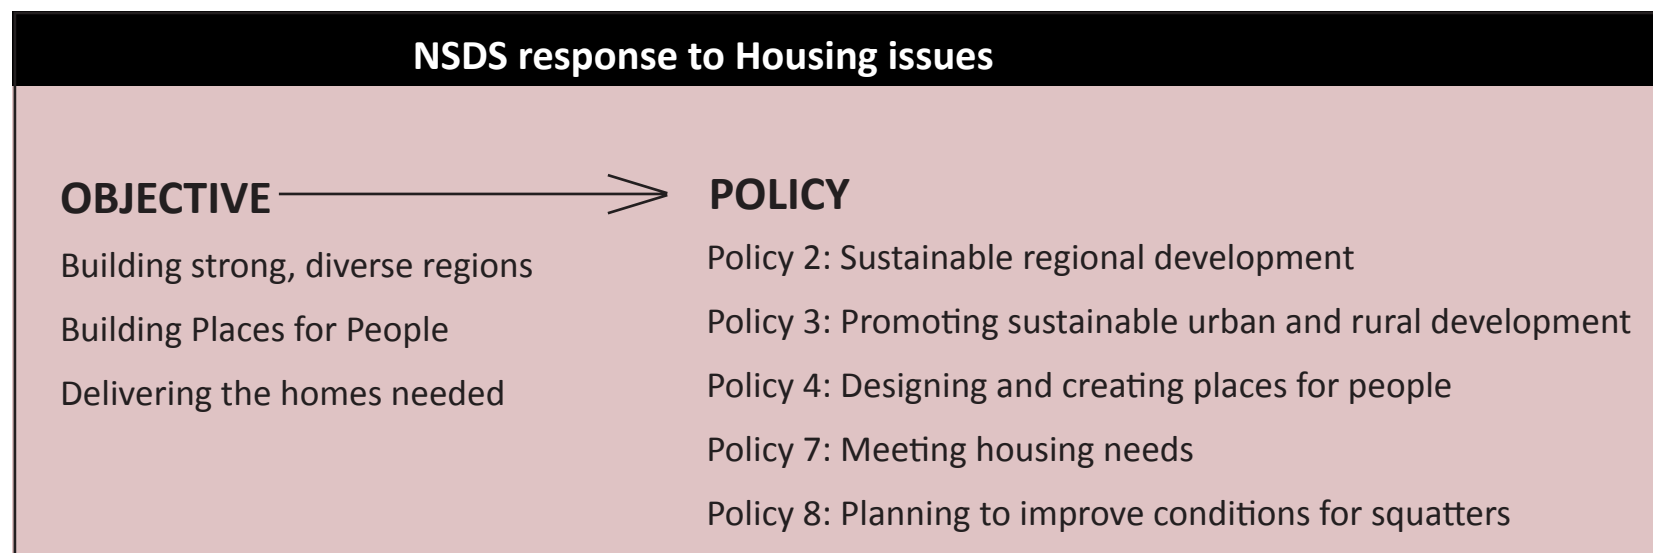 NSDS response to Housing issues
OBJECTIVE
Building strong, diverse regions
Building Places for People
Delivering the homes needed
POLICY
Policy 2: Sustainable regional development
Policy 3: Promoting sustainable urban and rural development
Policy 4: Designing and creating places for people
Policy 7: Meeting housing needs
Policy 8: Planning to improve conditions for squatters